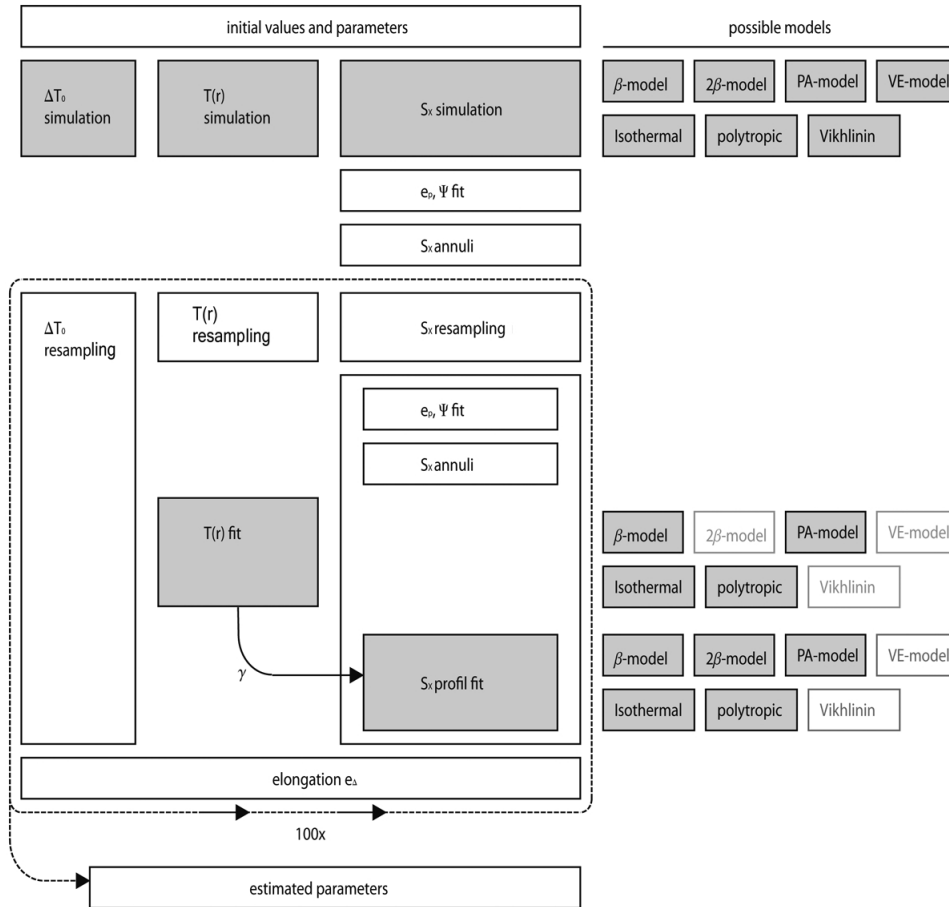 initial values and parameters
possible models
ΔT₀
simulation
T(r)
simulation
Sₓ simulation
β-model
2β-model
PA-model
VE-model
Isothermal
polytropic
Vikhlinin
eₚ, Ψ fit
Sₓ annuli
ΔT₀
resampling
T(r)
resampling
Sₓ resampling
eₚ, Ψ fit
Sₓ annuli
T(r) fit
β-model
2β-model
PA-model
VE-model
Isothermal
polytropic
Vikhlinin
γ
Sₓ profil fit
β-model
2β-model
PA-model
VE-model
Isothermal
polytropic
Vikhlinin
elongation e_Δ
100x
estimated parameters